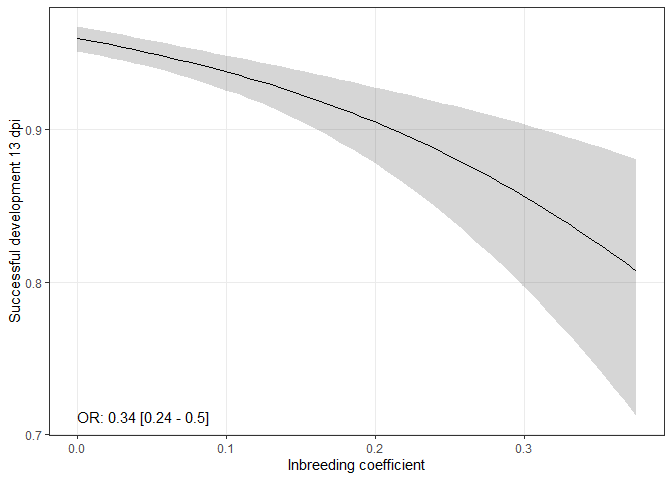 Successful development 13 dpi
0.9
0.8
0.7
OR: 0.34 [0.24 - 0.5]
0.0 0.1 0.2 0.3
Inbreeding coefficient